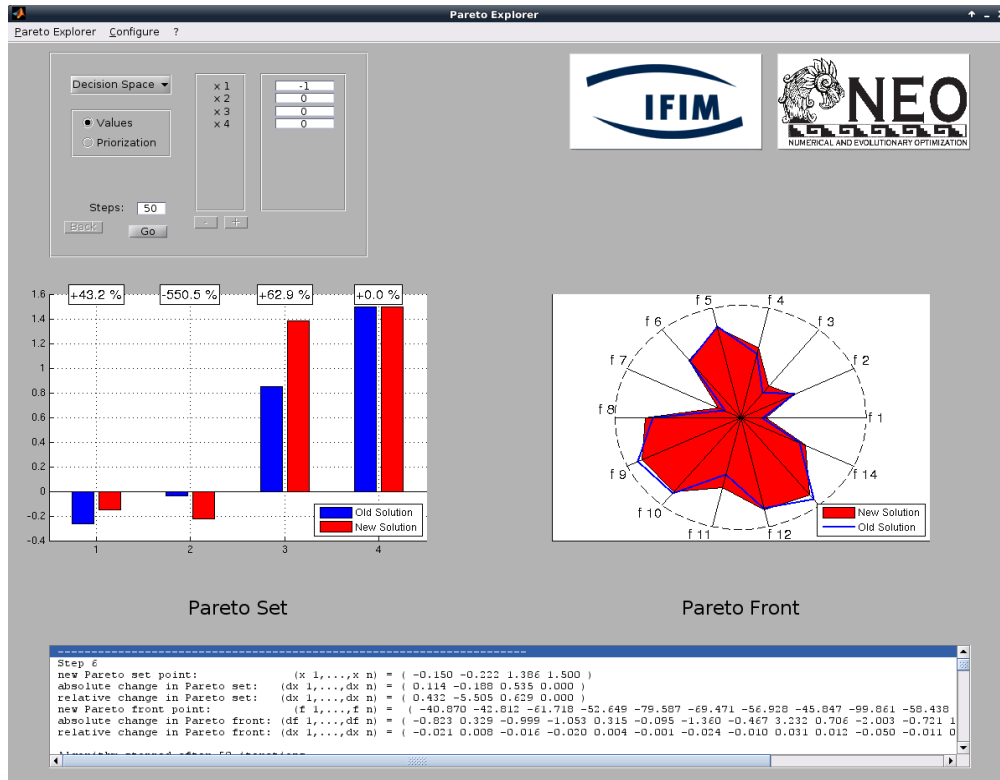 Pareto Explorer
Pareto Explorer Configure ?
Decision Space
Values
Priorization
x 1
x 2
x 3
x 4
-1
0
0
0
Steps: 50
Back
Go
- +
IFIM
NEO
NUMERICAL AND EVOLUTIONARY OPTIMIZATION
+43.2 % -550.5 % +62.9 % +0.0 %
1.6
1.4
1.2
1
0.8
0.6
0.4
0.2
0
-0.2
-0.4
1 2 3 4
Old Solution
New Solution
Pareto Set
f 5 f 4
f 6 f 3
f 7 f 2
f 8 f 1
f 9 f 14
f 10
f 11 f 12
New Solution
Old Solution
Pareto Front
--------------------------------------------------------------------------------
Step 6
new Pareto set point: (x 1,...,x n) = ( -0.150 -0.222 1.386 1.500 )
absolute change in Pareto set: (dx 1,...,dx n) = ( 0.114 -0.188 0.535 0.000 )
relative change in Pareto set: (dx 1,...,dx n) = ( 0.432 -5.505 0.629 0.000 )
new Pareto front point: (f 1,...,f n) = ( -40.870 -42.812 -61.718 -52.649 -79.587 -69.471 -56.928 -45.847 -99.861 -58.438
absolute change in Pareto front: (df 1,...,df n) = ( -0.823 0.329 -0.999 -1.053 0.315 -0.095 -1.360 -0.467 3.232 0.706 -2.003 -0.721 1
relative change in Pareto front: (dx 1,...,dx n) = ( -0.021 0.008 -0.016 -0.020 0.004 -0.001 -0.024 -0.010 0.031 0.012 -0.050 -0.011 0